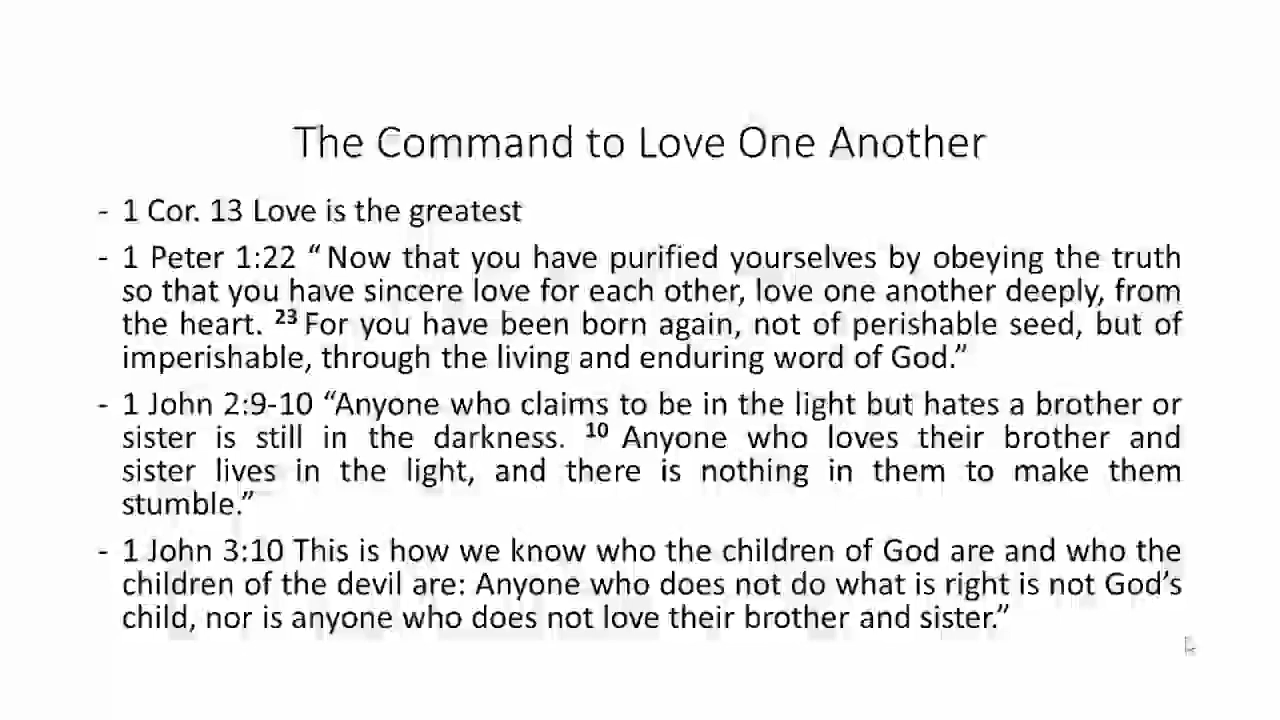 The Command to Love One Another
- 1 Cor. 13 Love is the greatest
- 1 Peter 1:22 “ Now that you have purified yourselves by obeying the truth
so that you have sincere love for each other, love one another deeply, from
the heart. 23 For you have been born again, not of perishable seed, but of
imperishable, through the living and enduring word of God.”
- 1 John 2:9-10 “Anyone who claims to be in the light but hates a brother or
sister is still in the darkness. 10 Anyone who loves their brother and
sister lives in the light, and there is nothing in them to make them
stumble.”
- 1 John 3:10 This is how we know who the children of God are and who the
children of the devil are: Anyone who does not do what is right is not God’s
child, nor is anyone who does not love their brother and sister.”